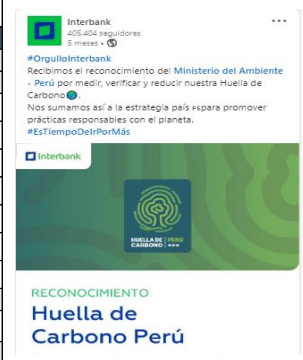 Interbank
405.404 seguidores
5 meses •
#OrgulloInterbank
Recibimos el reconocimiento del Ministerio del Ambiente
- Perú por medir, verificar y reducir nuestra Huella de
Carbono
Nos sumamos así a la estrategia país PEpara promover
prácticas responsables con el planeta.
#EsTiempoDeIrPorMás
Interbank
HUELLA DE PERÚ
CARBONO
RECONOCIMIENTO
Huella de
Carbono Perú